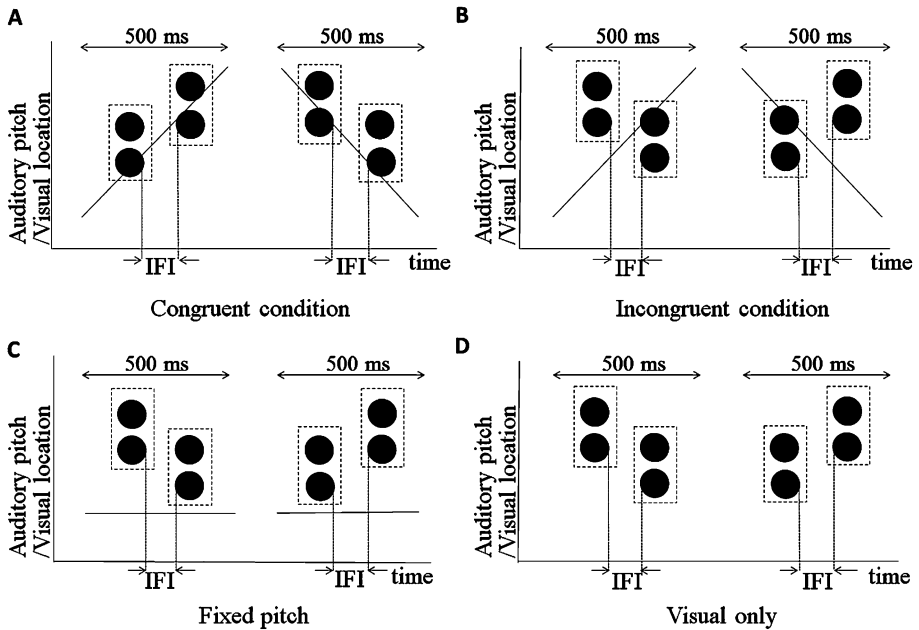 A
500 ms
500 ms
Auditory pitch
/Visual location
IFI
IFI
time
Congruent condition
B
500 ms
500 ms
Auditory pitch
/Visual location
IFI
IFI
time
Incongruent condition
C
500 ms
500 ms
Auditory pitch
/Visual location
IFI
IFI
time
Fixed pitch
D
500 ms
500 ms
Auditory pitch
/Visual location
IFI
IFI
time
Visual only